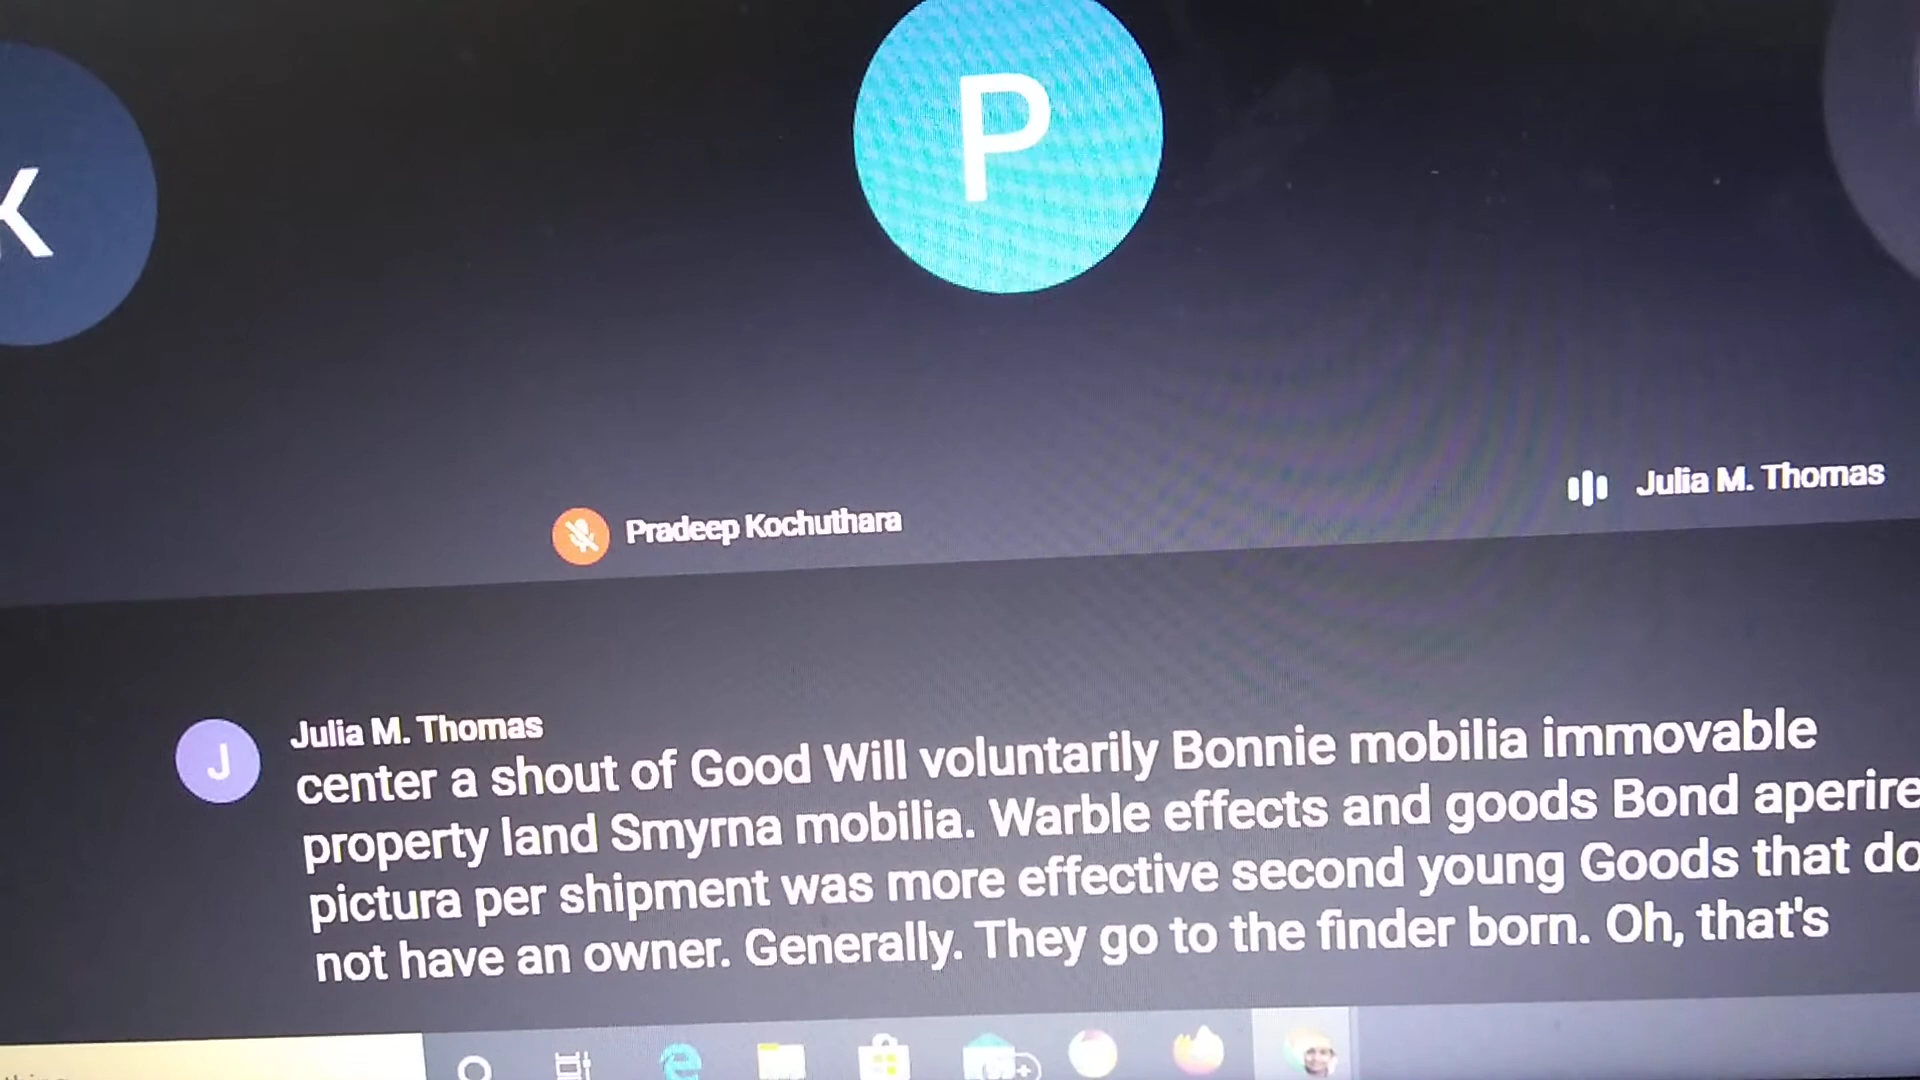 K
P
Pradeep Kochuthara
Julia M. Thomas
J
Julia M. Thomas
center a shout of Good Will voluntarily Bonnie mobilia immovable
property land Smyrna mobilia. Warble effects and goods Bond aperire
pictura per shipment was more effective second young Goods that do
not have an owner. Generally. They go to the finder born. Oh, that's